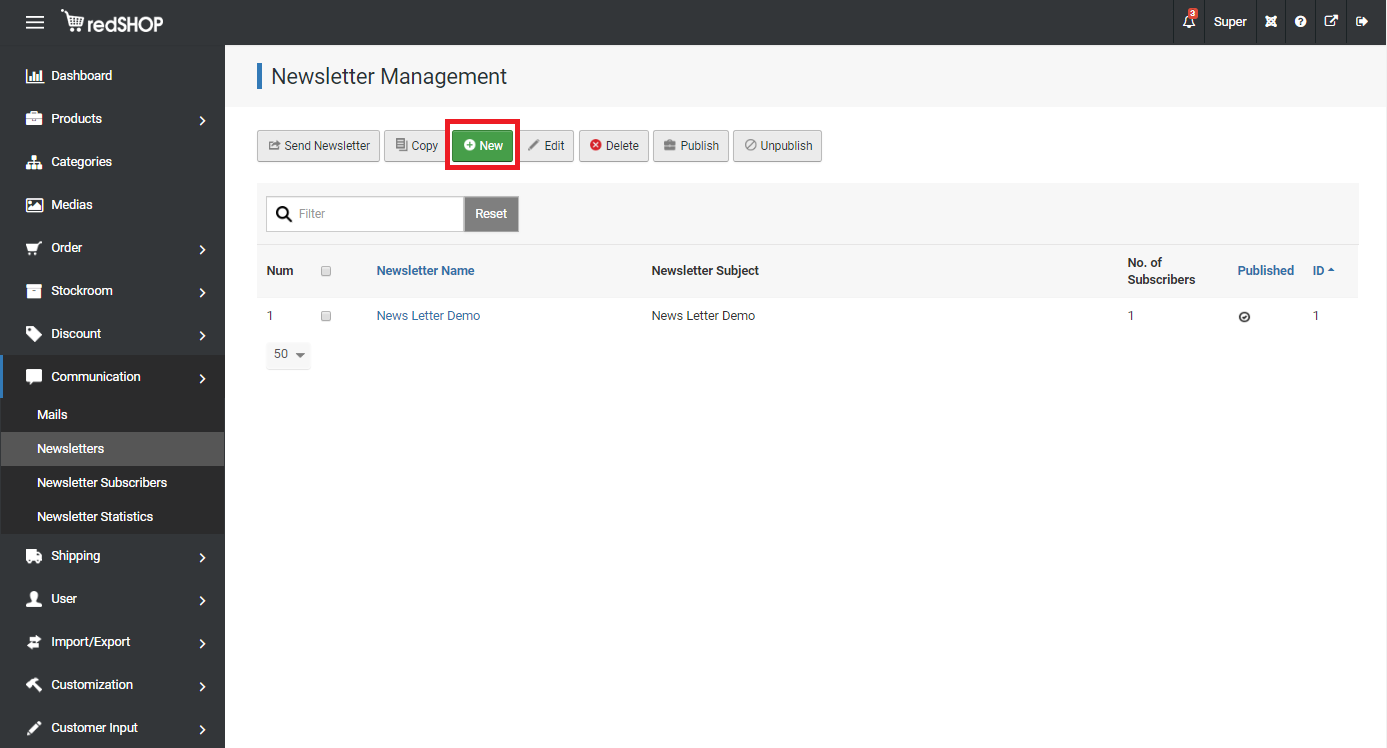 redSHOP
3
Super
Dashboard
Products
Categories
Medias
Order
Stockroom
Discount
Communication
Mails
Newsletters
Newsletter Subscribers
Newsletter Statistics
Shipping
User
Import/Export
Customization
Customer Input
Newsletter Management
Send Newsletter Copy New Edit Delete Publish Unpublish
Filter Reset
Num Newsletter Name Newsletter Subject No. of Published ID
Subscribers
1 News Letter Demo News Letter Demo 1 1
50